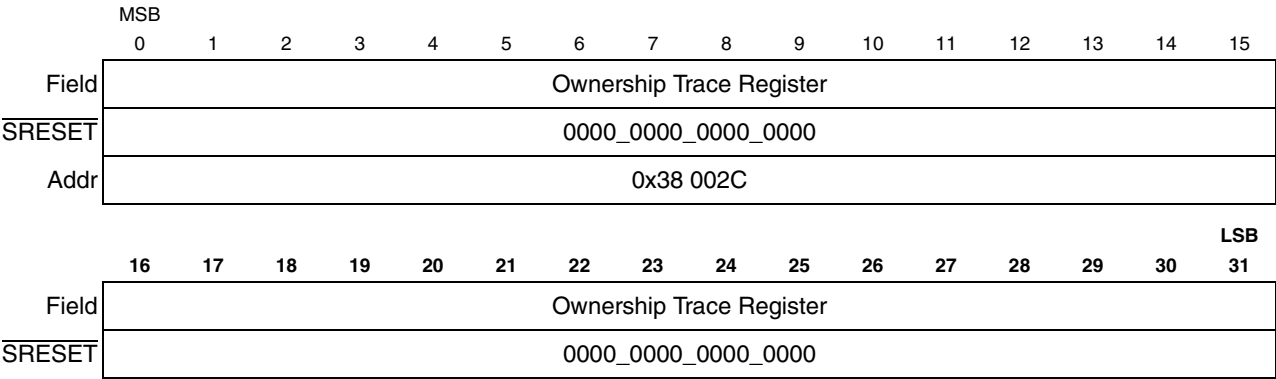 MSB
0 1 2 3 4 5 6 7 8 9 10 11 12 13 14 15
Field Ownership Trace Register
SRESET 0000_0000_0000_0000
Addr 0x38 002C
LSB
16 17 18 19 20 21 22 23 24 25 26 27 28 29 30 31
Field Ownership Trace Register
SRESET 0000_0000_0000_0000